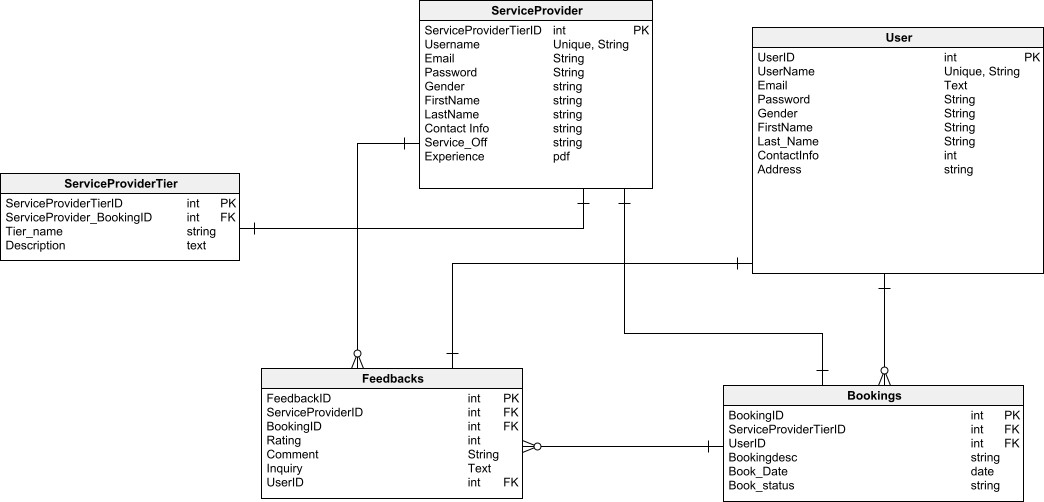 ServiceProvider
ServiceProviderTierID int PK
Username Unique, String
Email String
Password String
Gender string
FirstName string
LastName string
Contact Info string
Service_Off string
Experience pdf
User
UserID int PK
UserName Unique, String
Email Text
Password String
Gender String
FirstName String
Last_Name String
ContactInfo int
Address string
ServiceProviderTier
ServiceProviderTierID int PK
ServiceProvider_BookingID int FK
Tier_name string
Description text
Feedbacks
FeedbackID int PK
ServiceProviderID int FK
BookingID int FK
Rating int
Comment String
Inquiry Text
UserID int FK
Bookings
BookingID int PK
ServiceProviderTierID int FK
UserID int FK
Bookingdesc string
Book_Date date
Book_status string